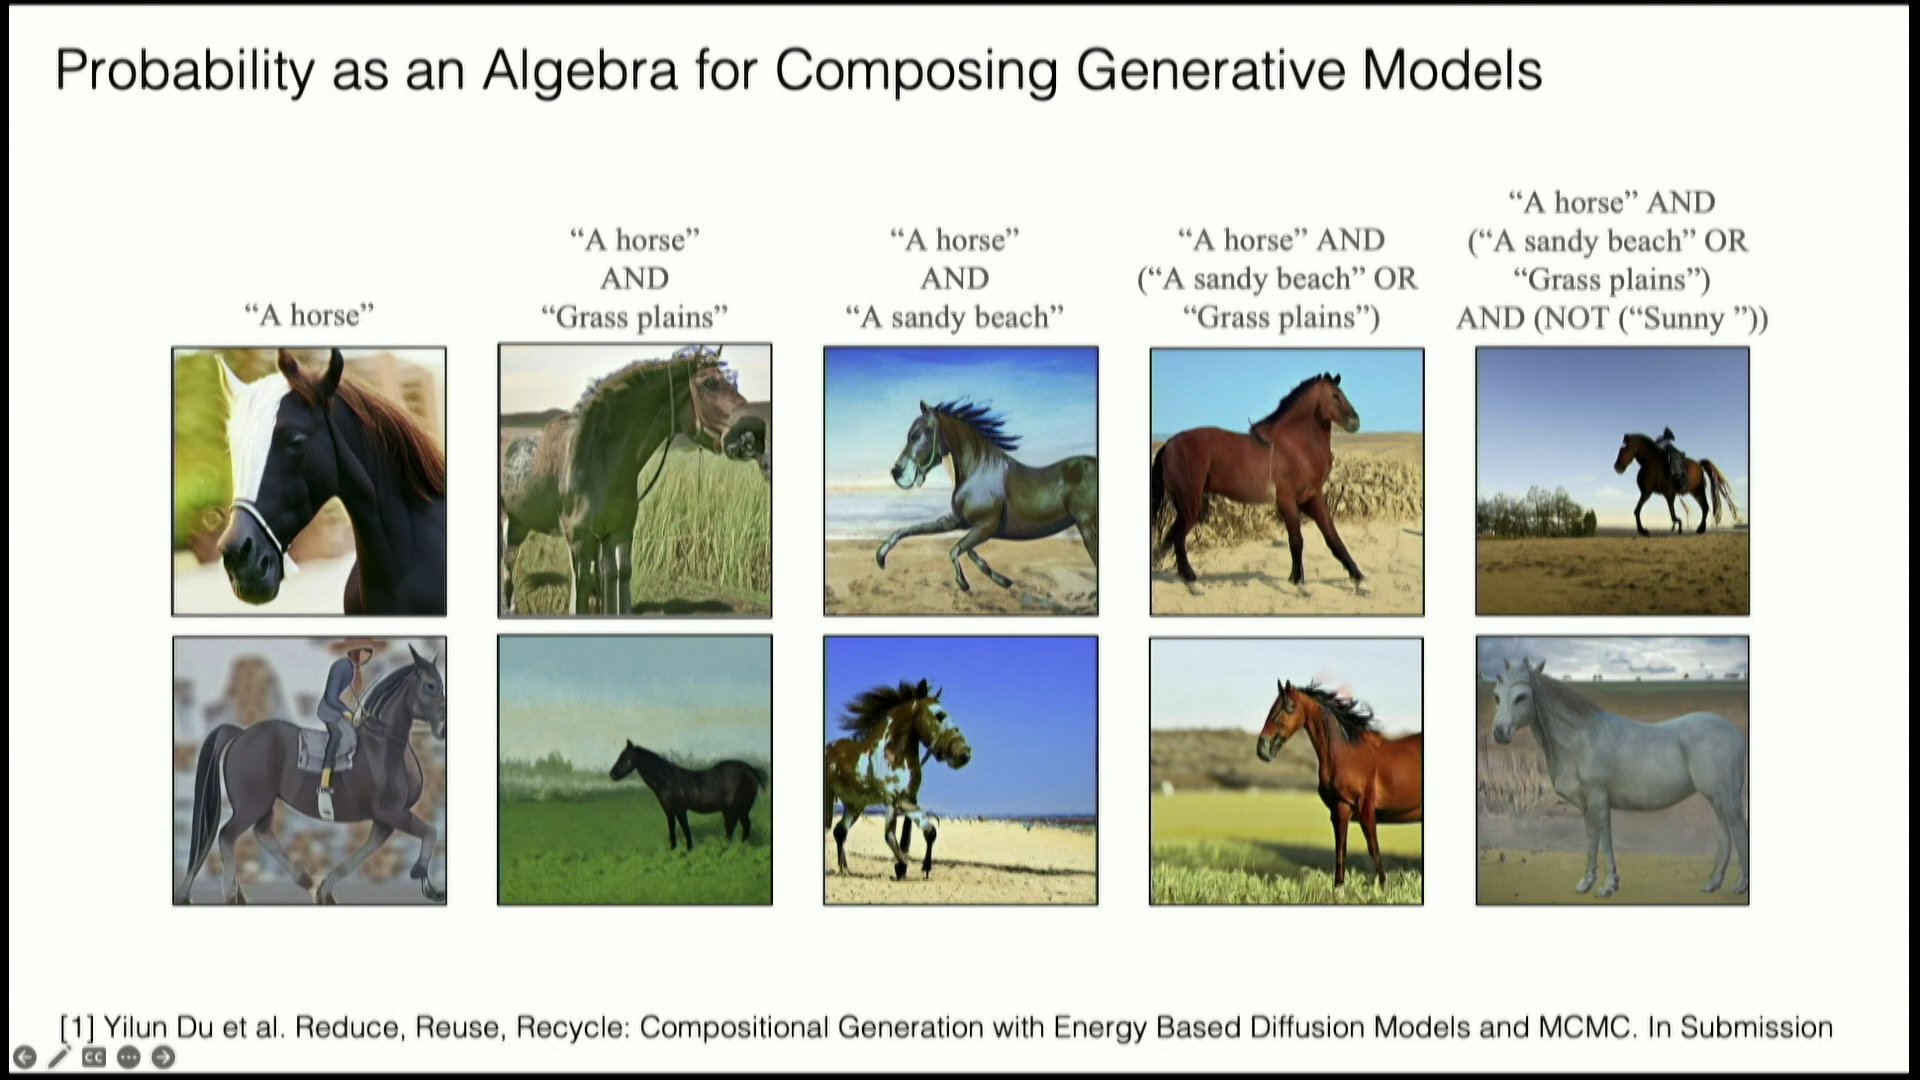 Probability as an Algebra for Composing Generative Models
“A horse”
“A horse”
AND
“Grass plains”
“A horse”
AND
“A sandy beach”
“A horse” AND
(“A sandy beach” OR
“Grass plains”)
“A horse” AND
(“A sandy beach” OR
“Grass plains”)
AND (NOT (“Sunny ”))
[1] Yilun Du et al. Reduce, Reuse, Recycle: Compositional Generation with Energy Based Diffusion Models and MCMC. In Submission
CC